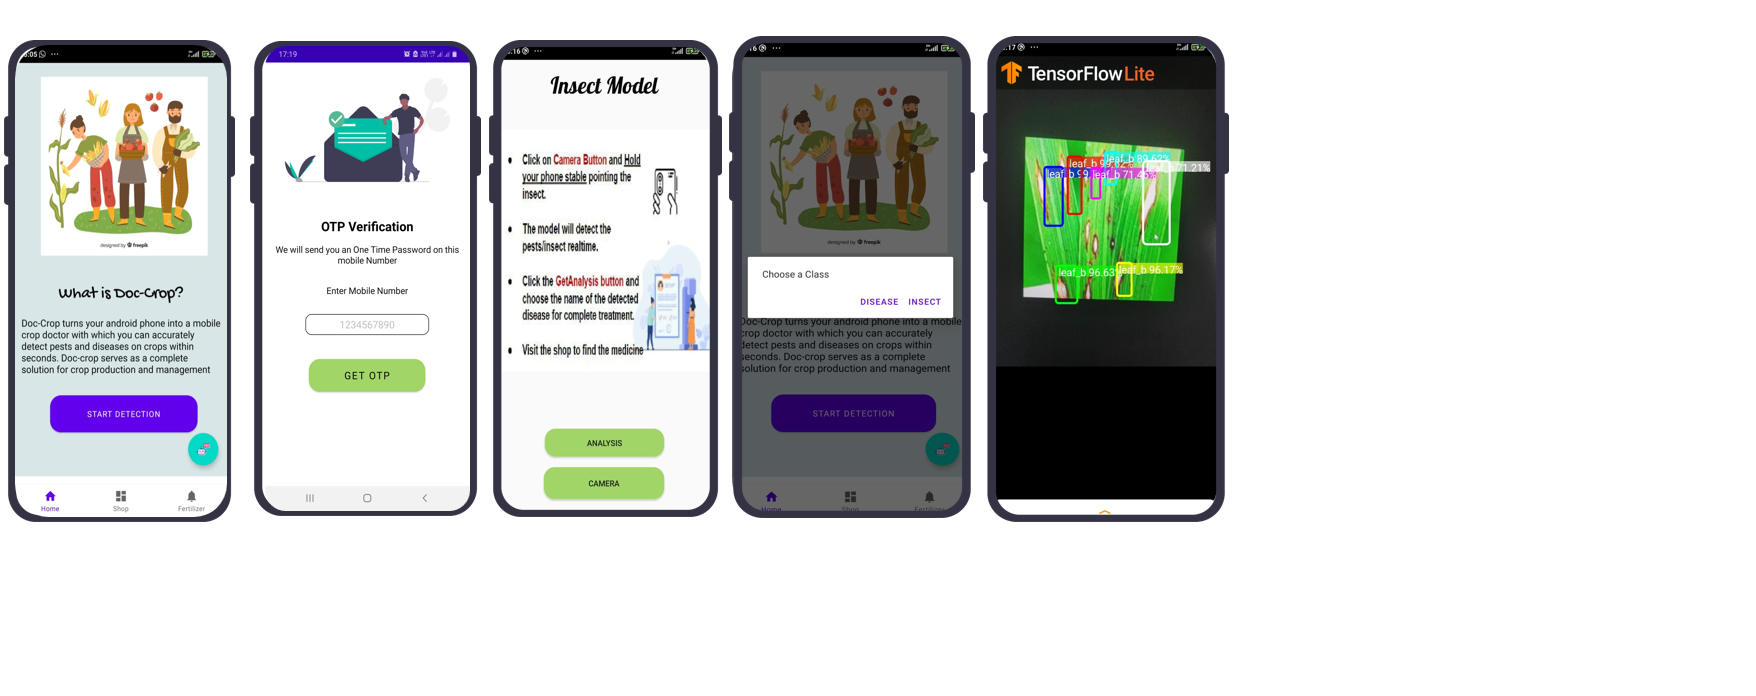 :05
designed by freepik
What is Doc-Crop?
Doc-Crop turns your android phone into a mobile
crop doctor with which you can accurately
detect pests and diseases on crops within
seconds. Doc-crop serves as a complete
solution for crop production and management
START DETECTION
Home
Shop
Fertilizer
17:19
OTP Verification
We will send you an One Time Password on this
mobile Number
Enter Mobile Number
1234567890
GET OTP
:16
Insect Model
• Click on Camera Button and Hold
your phone stable pointing the
insect.
• The model will detect the
pests/insect realtime.
• Click the GetAnalysis button and
choose the name of the detected
disease for complete treatment.
• Visit the shop to find the medicine
ANALYSIS
CAMERA
16
designed by freepik
Choose a Class
DISEASE INSECT
Doc-Crop turns your android phone into a mobile
crop doctor with which you can accurately
detect pests and diseases on crops within
seconds. Doc-crop serves as a complete
solution for crop production and management
START DETECTION
Home
Shop
Fertilizer
:17
TensorFlow Lite
leaf_b 89.62%
leaf_b 99.62%
71.21%
leaf_b 99.
leaf_b 71.46%
leaf_b 96.63
leaf_b 96.17%